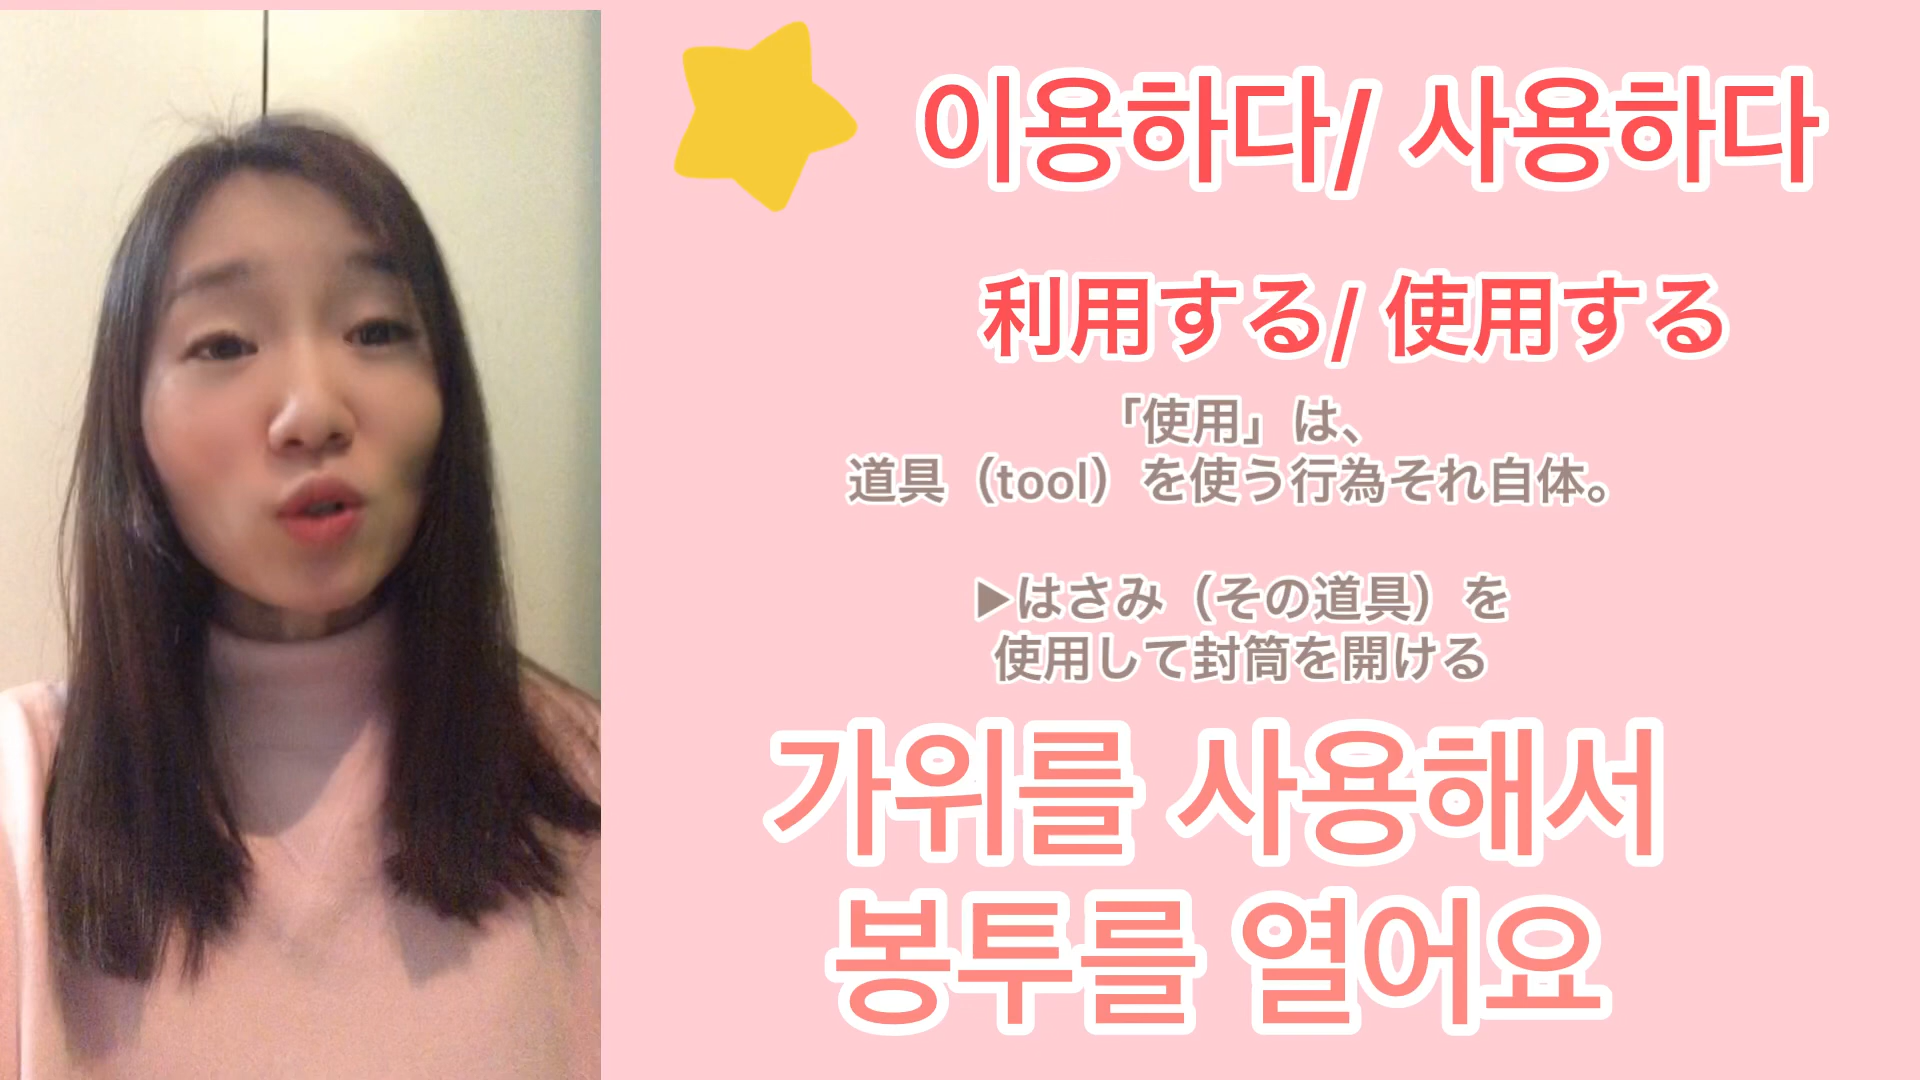 이용하다/ 사용하다
利用する/ 使用する
「使用」は、
道具（tool）を使う行為それ自体。
▶はさみ（その道具）を
使用して封筒を開ける
가위를 사용해서
봉투를 열어요